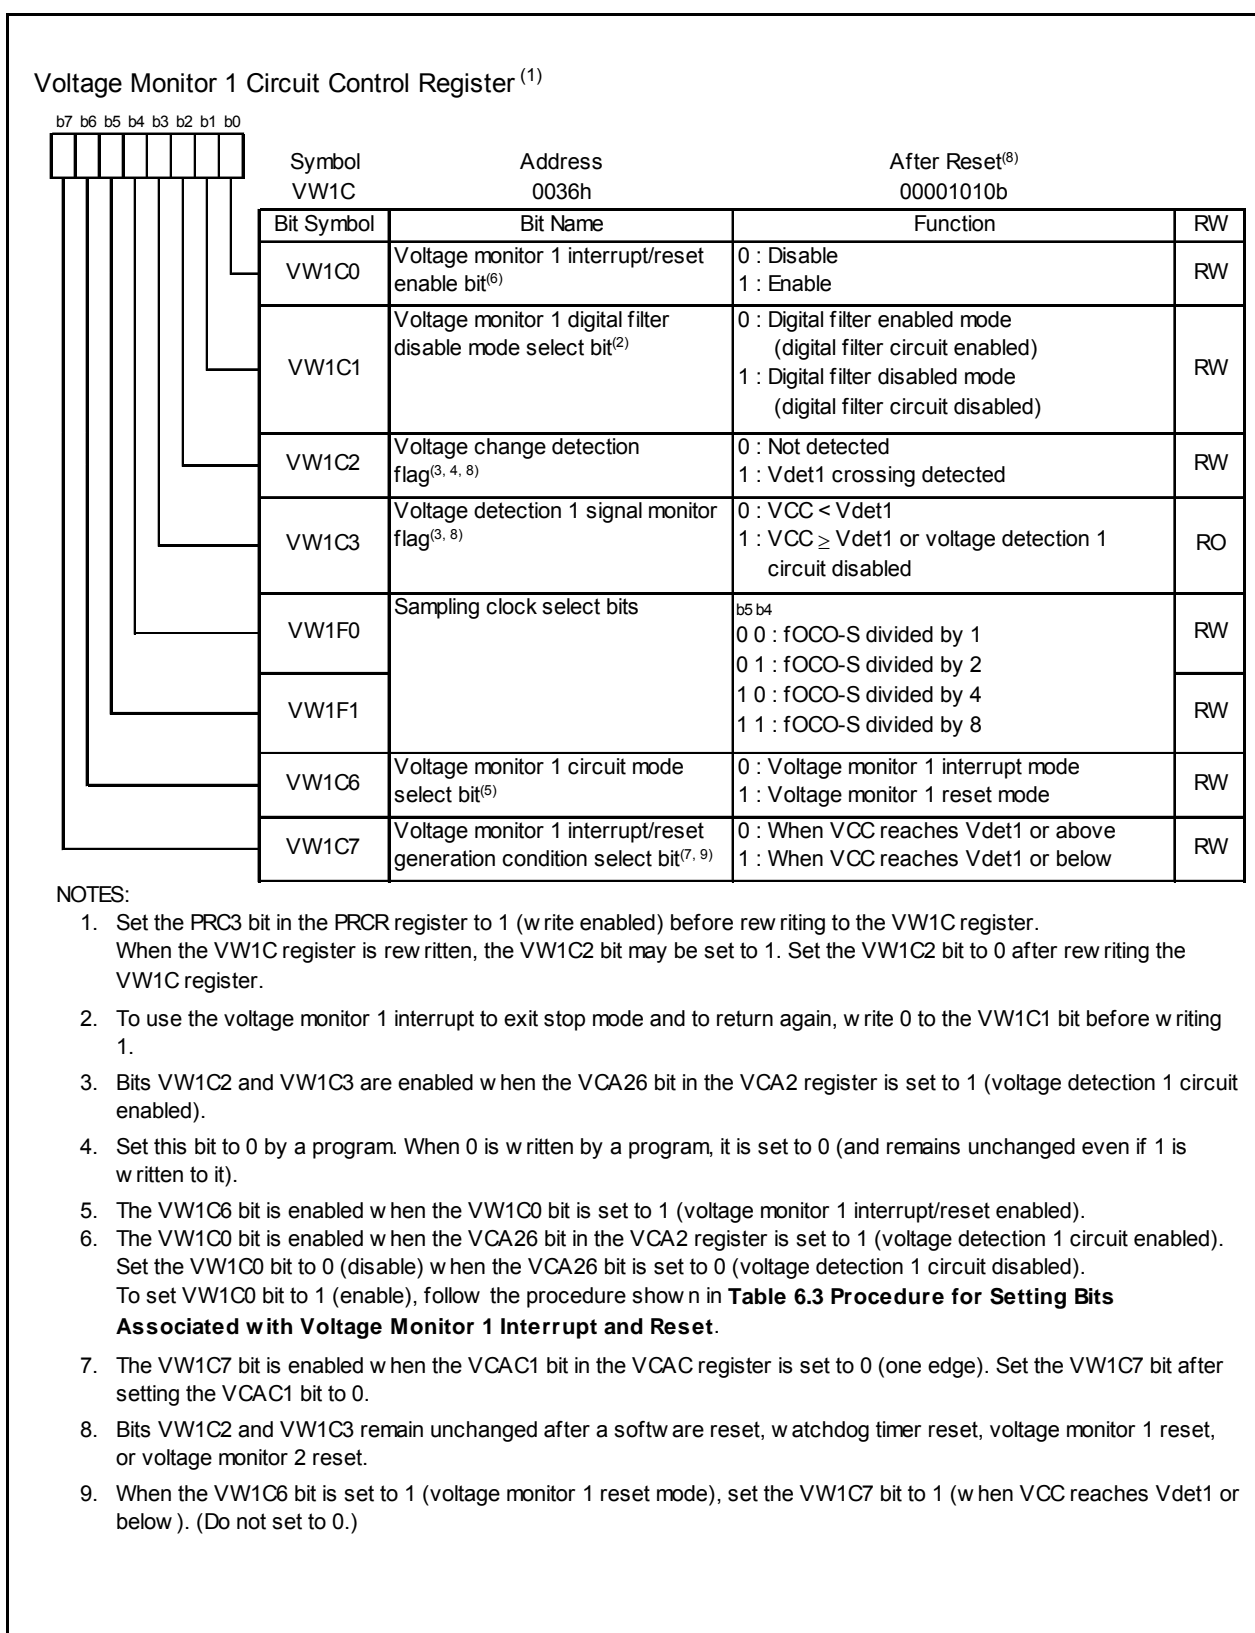 Voltage Monitor 1 Circuit Control Register (1)
b7 b6 b5 b4 b3 b2 b1 b0
Symbol Address After Reset(8)
VW1C 0036h 00001010b
Bit Symbol Bit Name Function RW
VW1C0 Voltage monitor 1 interrupt/reset enable bit(6) 0 : Disable
1 : Enable RW
VW1C1 Voltage monitor 1 digital filter disable mode select bit(2) 0 : Digital filter enabled mode
(digital filter circuit enabled)
1 : Digital filter disabled mode
(digital filter circuit disabled) RW
VW1C2 Voltage change detection flag(3, 4, 8) 0 : Not detected
1 : Vdet1 crossing detected RW
VW1C3 Voltage detection 1 signal monitor flag(3, 8) 0 : VCC < Vdet1
1 : VCC ≥ Vdet1 or voltage detection 1
circuit disabled RO
VW1F0 Sampling clock select bits b5 b4
0 0 : fOCO-S divided by 1 RW
0 1 : fOCO-S divided by 2
VW1F1 1 0 : fOCO-S divided by 4
1 1 : fOCO-S divided by 8 RW
VW1C6 Voltage monitor 1 circuit mode select bit(5) 0 : Voltage monitor 1 interrupt mode
1 : Voltage monitor 1 reset mode RW
VW1C7 Voltage monitor 1 interrupt/reset generation condition select bit(7, 9) 0 : When VCC reaches Vdet1 or above
1 : When VCC reaches Vdet1 or below RW
NOTES:
1. Set the PRC3 bit in the PRCR register to 1 (write enabled) before rewriting to the VW1C register.
When the VW1C register is rewritten, the VW1C2 bit may be set to 1. Set the VW1C2 bit to 0 after rewriting the
VW1C register.
2. To use the voltage monitor 1 interrupt to exit stop mode and to return again, write 0 to the VW1C1 bit before writing
1.
3. Bits VW1C2 and VW1C3 are enabled when the VCA26 bit in the VCA2 register is set to 1 (voltage detection 1 circuit
enabled).
4. Set this bit to 0 by a program. When 0 is written by a program, it is set to 0 (and remains unchanged even if 1 is
written to it).
5. The VW1C6 bit is enabled when the VW1C0 bit is set to 1 (voltage monitor 1 interrupt/reset enabled).
6. The VW1C0 bit is enabled when the VCA26 bit in the VCA2 register is set to 1 (voltage detection 1 circuit enabled).
Set the VW1C0 bit to 0 (disable) when the VCA26 bit is set to 0 (voltage detection 1 circuit disabled).
To set VW1C0 bit to 1 (enable), follow the procedure shown in Table 6.3 Procedure for Setting Bits
Associated with Voltage Monitor 1 Interrupt and Reset.
7. The VW1C7 bit is enabled when the VCAC1 bit in the VCAC register is set to 0 (one edge). Set the VW1C7 bit after
setting the VCAC1 bit to 0.
8. Bits VW1C2 and VW1C3 remain unchanged after a software reset, watchdog timer reset, voltage monitor 1 reset,
or voltage monitor 2 reset.
9. When the VW1C6 bit is set to 1 (voltage monitor 1 reset mode), set the VW1C7 bit to 1 (when VCC reaches Vdet1 or
below). (Do not set to 0.)